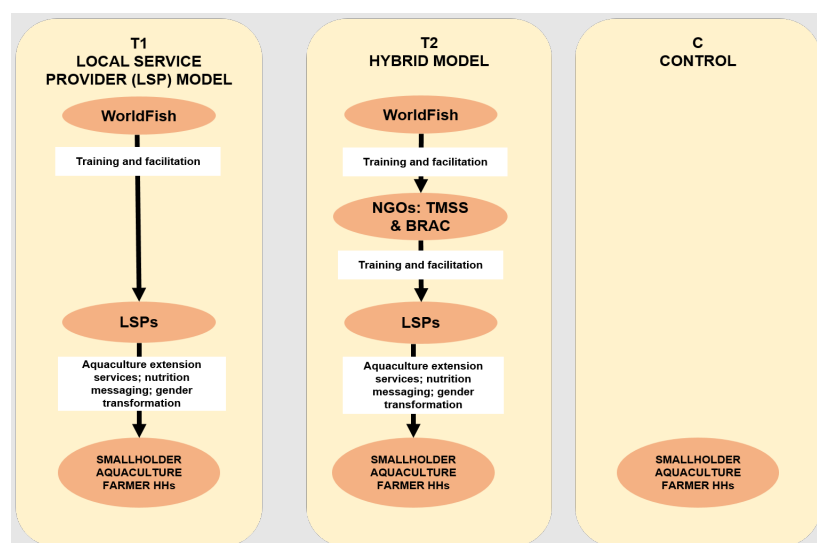 T1
LOCAL SERVICE
PROVIDER (LSP) MODEL
WorldFish
Training and facilitation
LSPs
Aquaculture extension
services; nutrition
messaging; gender
transformation
SMALLHOLDER
AQUACULTURE
FARMER HHs
T2
HYBRID MODEL
WorldFish
Training and facilitation
NGOs: TMSS
& BRAC
Training and facilitation
LSPs
Aquaculture extension
services; nutrition
messaging; gender
transformation
SMALLHOLDER
AQUACULTURE
FARMER HHs
C
CONTROL
SMALLHOLDER
AQUACULTURE
FARMER HHs